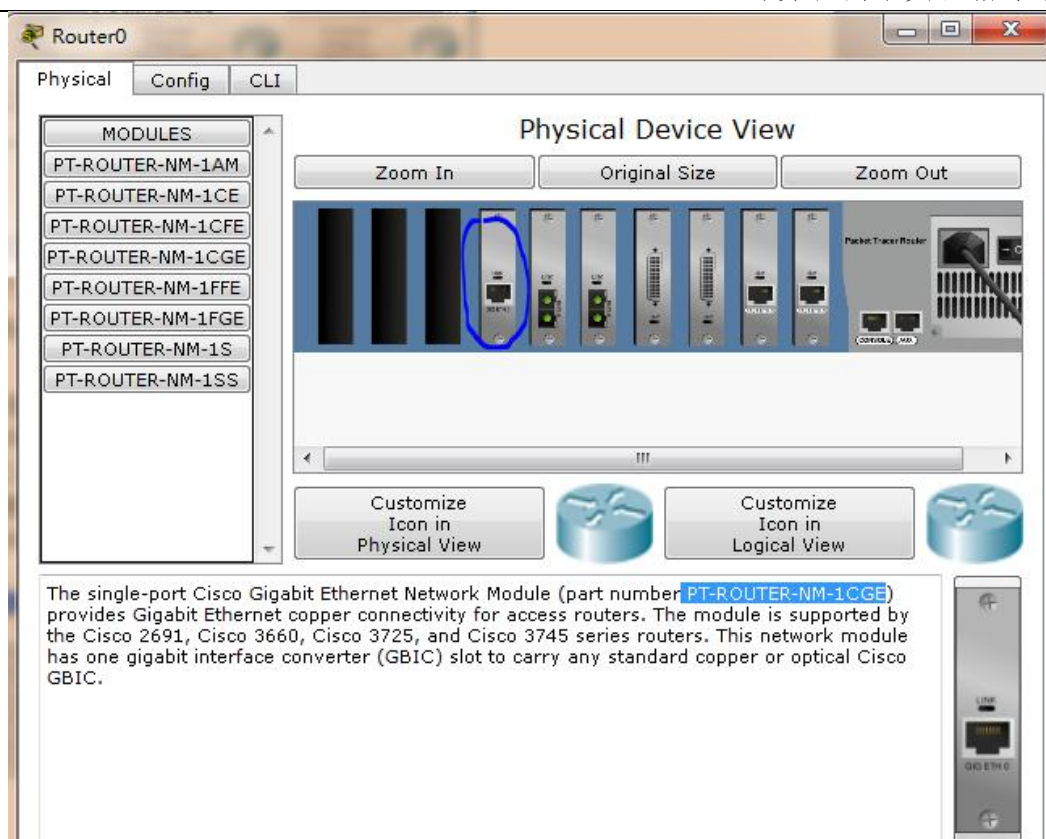 Router0
Physical
Config
CLI
MODULES
PT-ROUTER-NM-1AM
PT-ROUTER-NM-1CE
PT-ROUTER-NM-1CFE
PT-ROUTER-NM-1CGE
PT-ROUTER-NM-1FFE
PT-ROUTER-NM-1FGE
PT-ROUTER-NM-1S
PT-ROUTER-NM-1SS
Physical Device View
Zoom In
Original Size
Zoom Out
Packet Tracer Router
CONSOLE
AUX
Customize
Icon in
Physical View
Customize
Icon in
Logical View
The single-port Cisco Gigabit Ethernet Network Module (part number PT-ROUTER-NM-1CGE)
provides Gigabit Ethernet copper connectivity for access routers. The module is supported by
the Cisco 2691, Cisco 3660, Cisco 3725, and Cisco 3745 series routers. This network module
has one gigabit interface converter (GBIC) slot to carry any standard copper or optical Cisco
GBIC.
LINK
GIG ETH 0